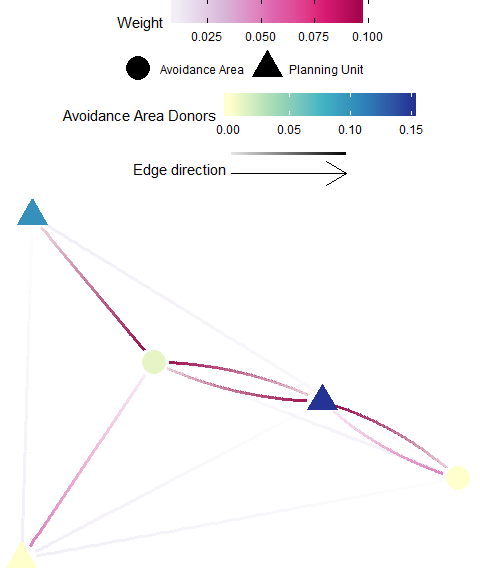 Weight
0.025 0.050 0.075 0.100
Avoidance Area Planning Unit
Avoidance Area Donors
0.00 0.05 0.10 0.15
Edge direction